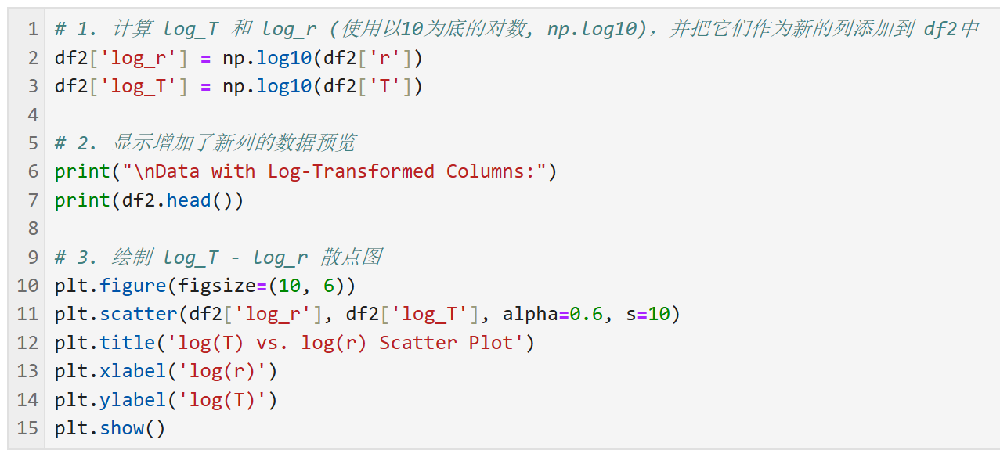 1 # 1. 计算 log_T 和 log_r (使用以10为底的对数, np.log10)，并把它们作为新的列添加到 df2中
2 df2['log_r'] = np.log10(df2['r'])
3 df2['log_T'] = np.log10(df2['T'])
4
5 # 2. 显示增加了新列的数据预览
6 print("\nData with Log-Transformed Columns:")
7 print(df2.head())
8
9 # 3. 绘制 log_T - log_r 散点图
10 plt.figure(figsize=(10, 6))
11 plt.scatter(df2['log_r'], df2['log_T'], alpha=0.6, s=10)
12 plt.title('log(T) vs. log(r) Scatter Plot')
13 plt.xlabel('log(r)')
14 plt.ylabel('log(T)')
15 plt.show()